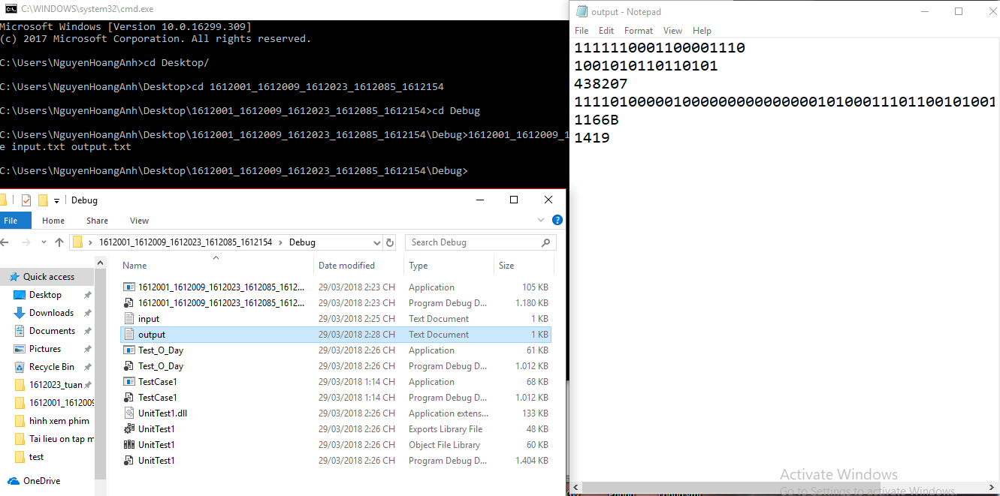 C:\WINDOWS\system32\cmd.exe
Microsoft Windows [Version 10.0.16299.309]
(c) 2017 Microsoft Corporation. All rights reserved.
C:\Users\NguyenHoangAnh>cd Desktop/
C:\Users\NguyenHoangAnh\Desktop>cd 1612001_1612009_1612023_1612085_1612154
C:\Users\NguyenHoangAnh\Desktop\1612001_1612009_1612023_1612085_1612154>cd Debug
C:\Users\NguyenHoangAnh\Desktop\1612001_1612009_1612023_1612085_1612154\Debug>1612001_1612009_1
e input.txt output.txt
C:\Users\NguyenHoangAnh\Desktop\1612001_1612009_1612023_1612085_1612154\Debug>
output - Notepad
File Edit Format View Help
1111110001100001110
1001010110110101
438207
1166B
1419
Debug
File Home Share View
1612001_1612009_1612023_1612085_1612154 Debug
Search Debug
Name Date modified Type Size
1612001_1612009_1612023_1612085_1612... 29/03/2018 2:23 CH Application 105 KB
1612001_1612009_1612023_1612085_1612... 29/03/2018 2:23 CH Program Debug D... 1.180 KB
input 29/03/2018 2:25 CH Text Document 1 KB
output 29/03/2018 2:28 CH Text Document 1 KB
Test_O_Day 29/03/2018 2:26 CH Application 61 KB
Test_O_Day 29/03/2018 2:26 CH Program Debug D... 1.012 KB
TestCase1 29/03/2018 1:14 CH Application 68 KB
TestCase1 29/03/2018 1:14 CH Program Debug D... 1.012 KB
UnitTest1.dll 29/03/2018 2:26 CH Application extens... 133 KB
UnitTest1 29/03/2018 2:26 CH Exports Library File 48 KB
UnitTest1 29/03/2018 2:26 CH Object File Library 60 KB
UnitTest1 29/03/2018 2:26 CH Program Debug D... 1.404 KB
Quick access
Desktop
Downloads
Documents
Pictures
Recycle Bin
1612023_tuan
1612001_161200
hình xem phim
Tai lieu on tap m
test
OneDrive
Activate Windows
Go to Settings to activate Windows.